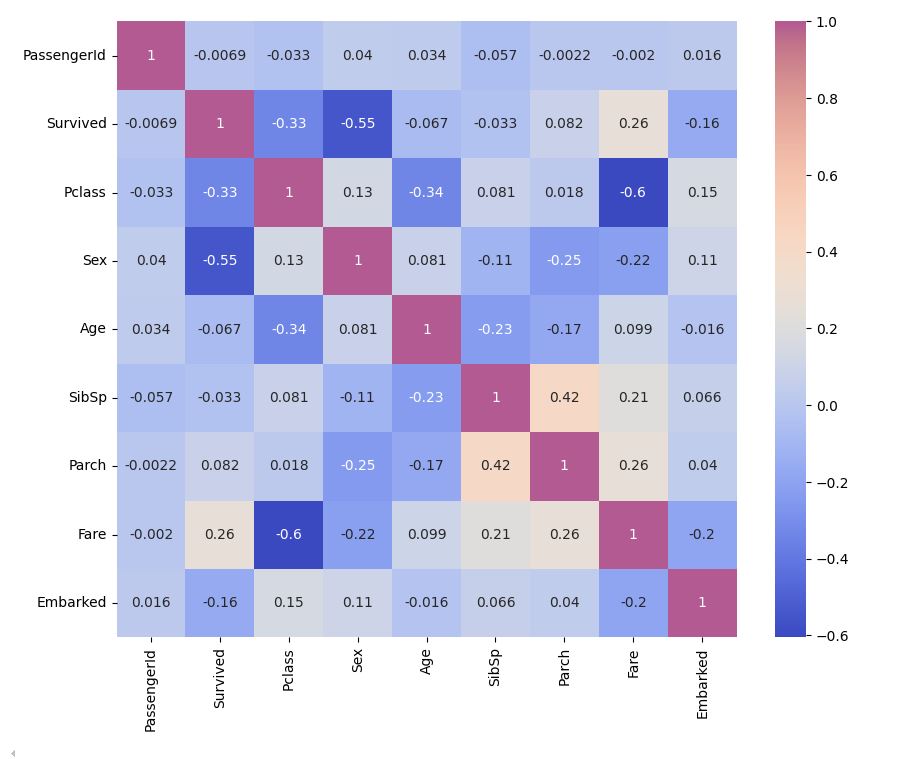 PassengerId 1 -0.0069 -0.033 0.04 0.034 -0.057 -0.0022 -0.002 0.016
Survived -0.0069 1 -0.33 -0.55 -0.067 -0.033 0.082 0.26 -0.16
Pclass -0.033 -0.33 1 0.13 -0.34 0.081 0.018 -0.6 0.15
Sex 0.04 -0.55 0.13 1 0.081 -0.11 -0.25 -0.22 0.11
Age 0.034 -0.067 -0.34 0.081 1 -0.23 -0.17 0.099 -0.016
SibSp -0.057 -0.033 0.081 -0.11 -0.23 1 0.42 0.21 0.066
Parch -0.0022 0.082 0.018 -0.25 -0.17 0.42 1 0.26 0.04
Fare -0.002 0.26 -0.6 -0.22 0.099 0.21 0.26 1 -0.2
Embarked 0.016 -0.16 0.15 0.11 -0.016 0.066 0.04 -0.2 1
PassengerId
Survived
Pclass
Sex
Age
SibSp
Parch
Fare
Embarked
1.0
0.8
0.6
0.4
0.2
0.0
−0.2
−0.4
−0.6